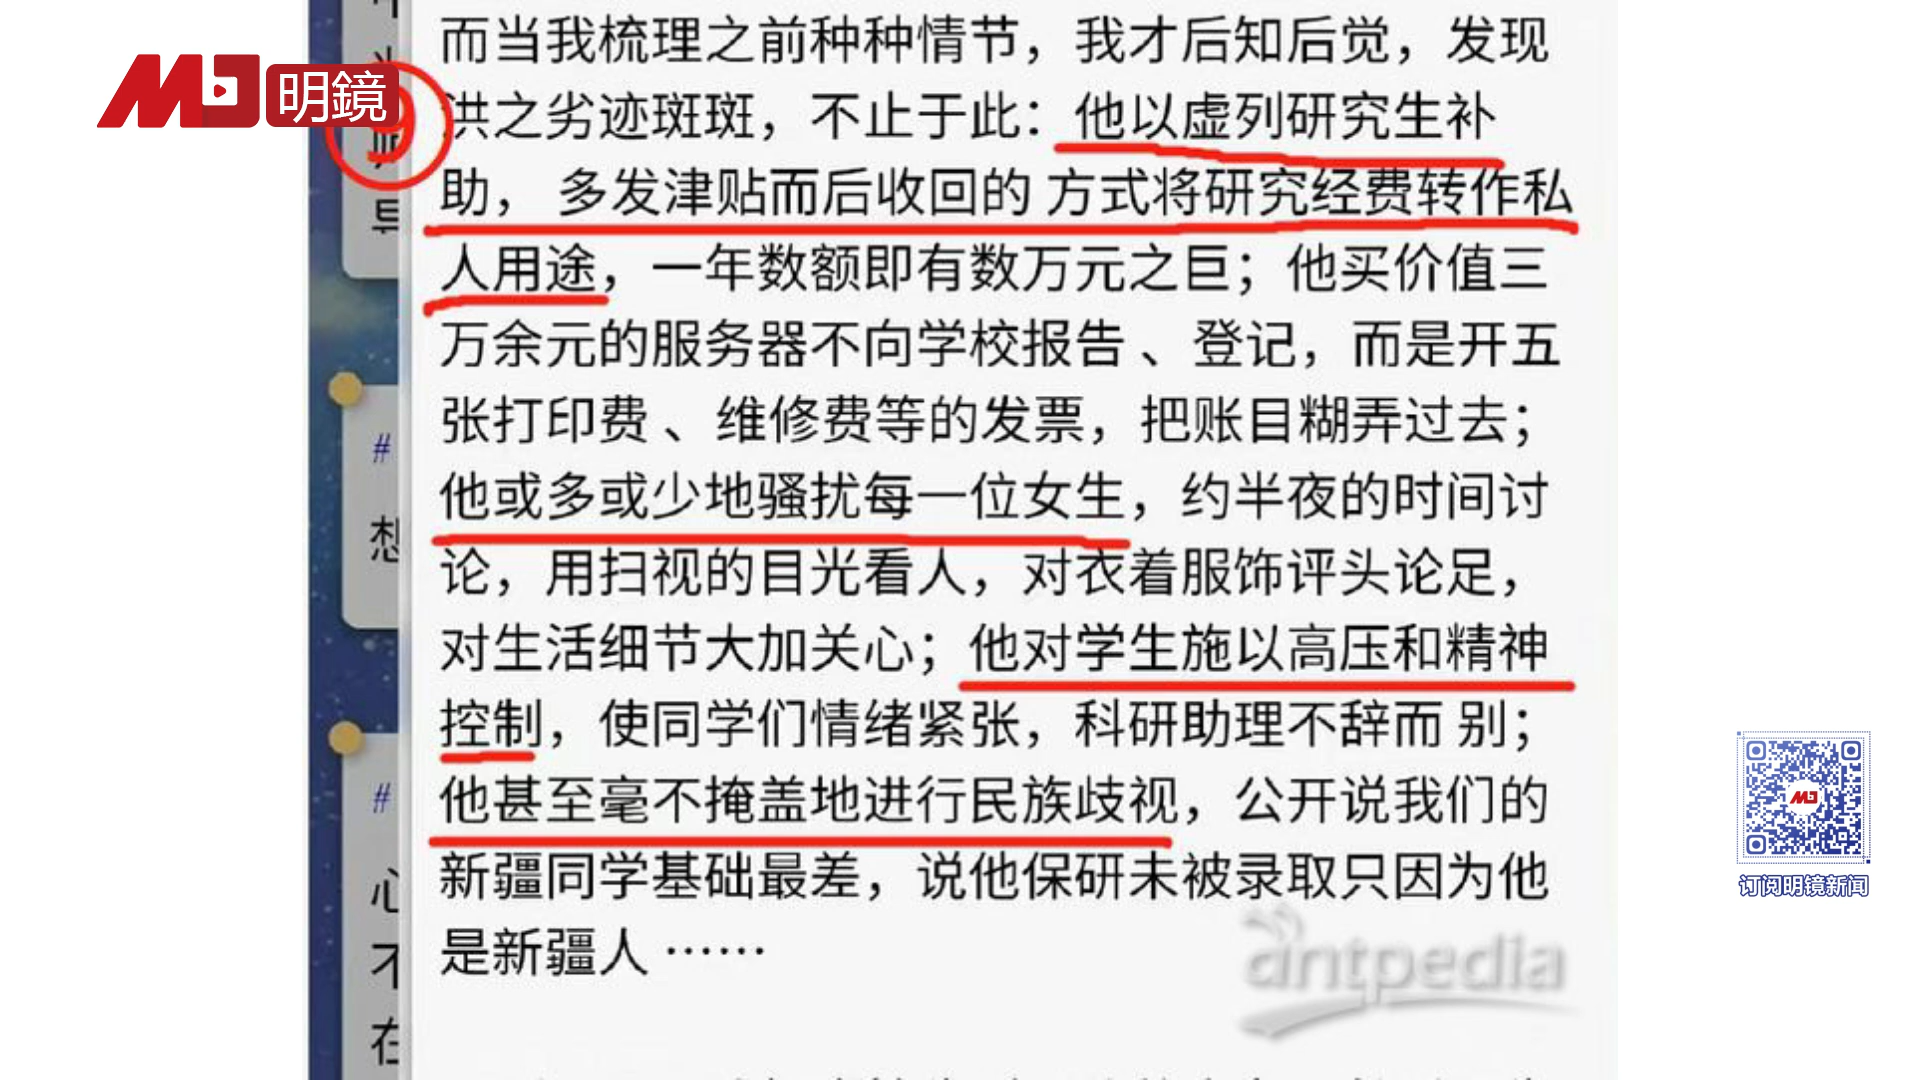 明鏡
9
而当我梳理之前种种情节，我才后知后觉，发现
洪之劣迹斑斑，不止于此：他以虚列研究生补
助， 多发津贴而后收回的 方式将研究经费转作私
人用途，一年数额即有数万元之巨；他买价值三
万余元的服务器不向学校报告 、登记，而是开五
张打印费 、维修费等的发票，把账目糊弄过去；
他或多或少地骚扰每一位女生，约半夜的时间讨
论，用扫视的目光看人，对衣着服饰评头论足，
对生活细节大加关心；他对学生施以高压和精神
控制，使同学们情绪紧张，科研助理不辞而 别；
他甚至毫不掩盖地进行民族歧视，公开说我们的
新疆同学基础最差，说他保研未被录取只因为他
是新疆人 ……
#
想
#
心
不
在
antpedia
订阅明镜新闻